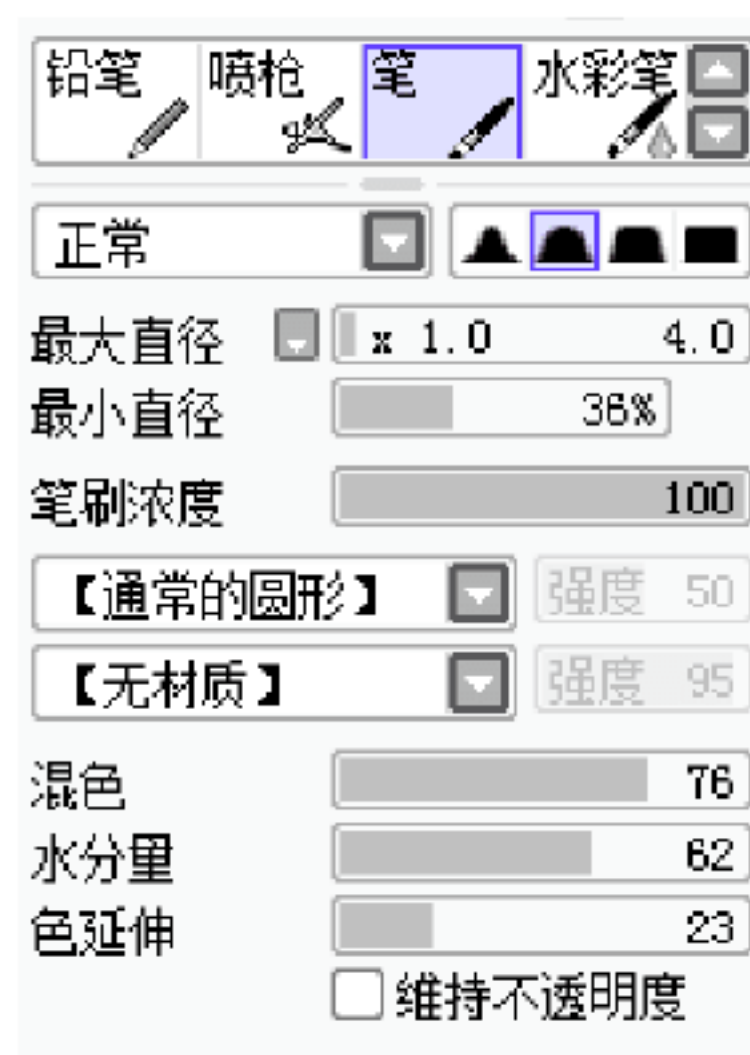 铅笔 喷枪 笔 水彩笔
正常
最大直径 x 1.0 4.0
最小直径 36%
笔刷浓度 100
【通常的圆形】 强度 50
【无材质】 强度 95
混色 76
水分量 62
色延伸 23
维持不透明度